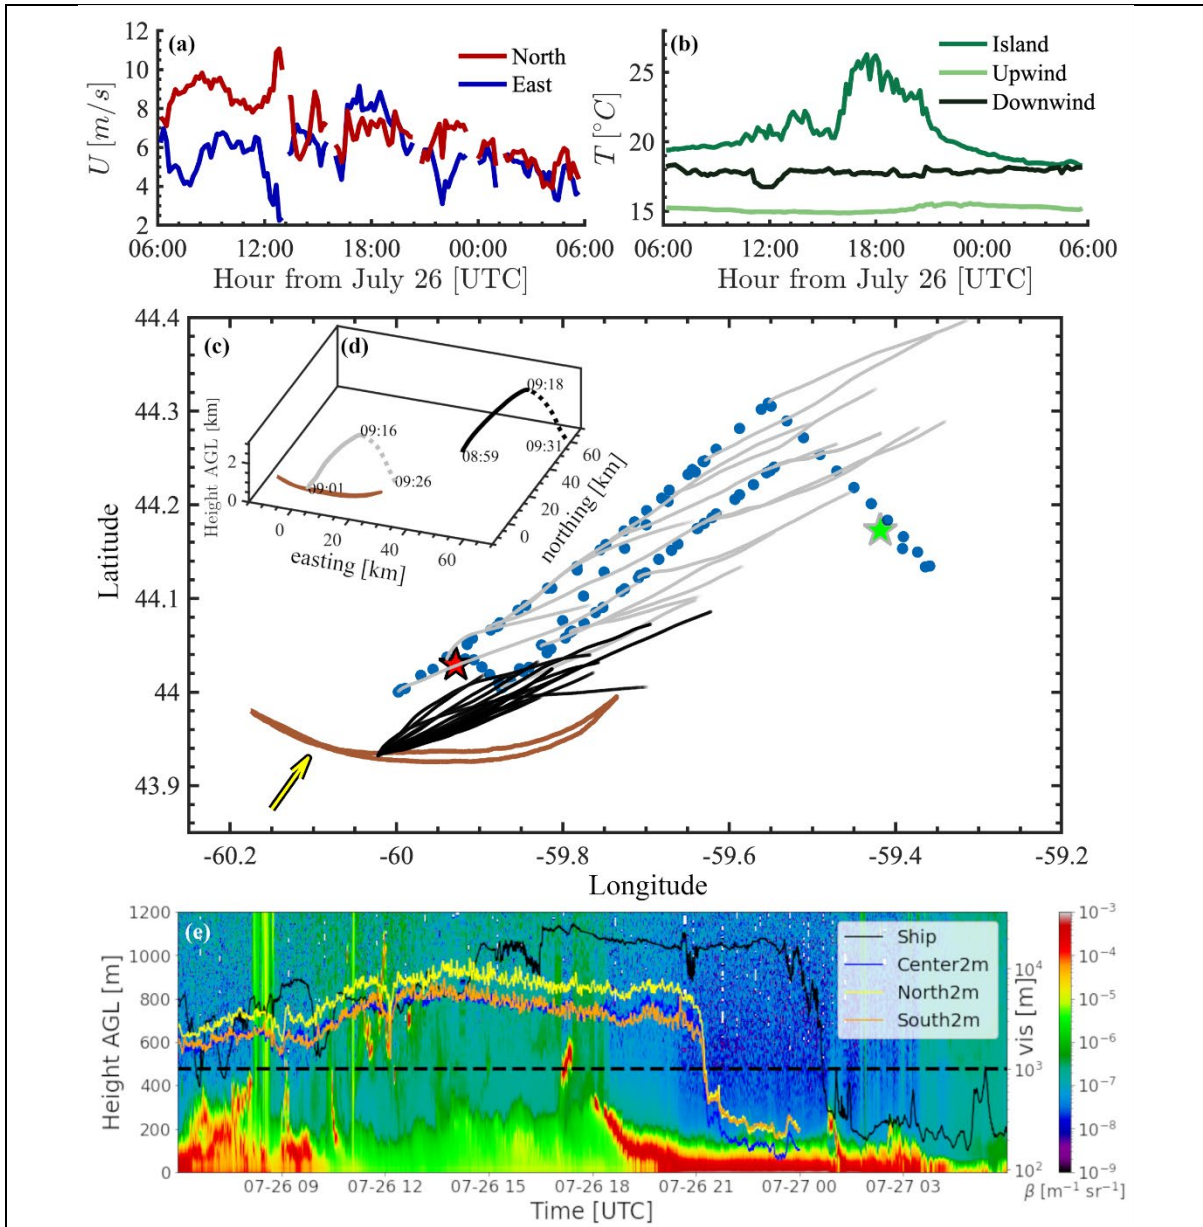 (a)
North
East
U [m/s]
12
10
8
6
4
2
06:00 12:00 18:00 00:00 06:00
Hour from July 26 [UTC]
(b)
Island
Upwind
Downwind
T [°C]
25
20
15
06:00 12:00 18:00 00:00 06:00
Hour from July 26 [UTC]
(c)
(d)
Latitude
44.4
44.3
44.2
44.1
44
43.9
-60.2 -60 -59.8 -59.6 -59.4 -59.2
Longitude
Height AGL [km]
2
1
0
0 20 40 60
easting [km]
0 20 40 60
northing [km]
09:16
09:01
09:26
09:18
08:59
09:31
(e)
Ship
Center2m
North2m
South2m
Height AGL [m]
1200
1000
800
600
400
200
0
07-26 09 07-26 12 07-26 15 07-26 18 07-26 21 07-27 00 07-27 03
Time [UTC]
vis [m]
10⁴
10³
10²
10⁻³
10⁻⁴
10⁻⁵
10⁻⁶
10⁻⁷
10⁻⁸
10⁻⁹
β [m⁻¹ sr⁻¹]